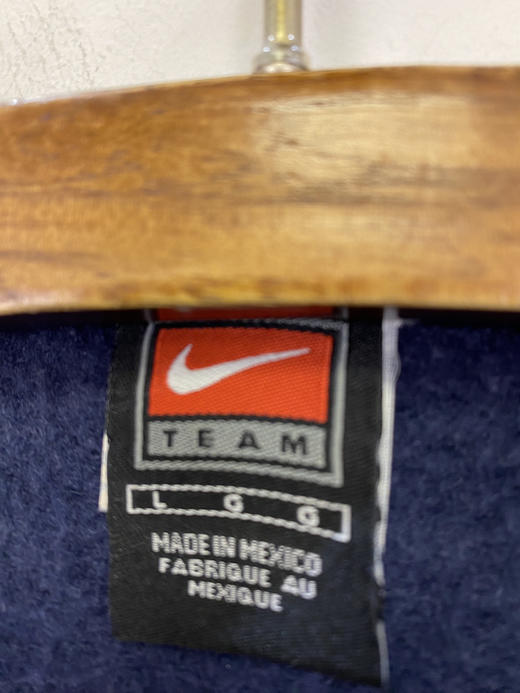 TEAM
L G G
MADE IN MEXICO
FABRIQUE AU
MEXIQUE